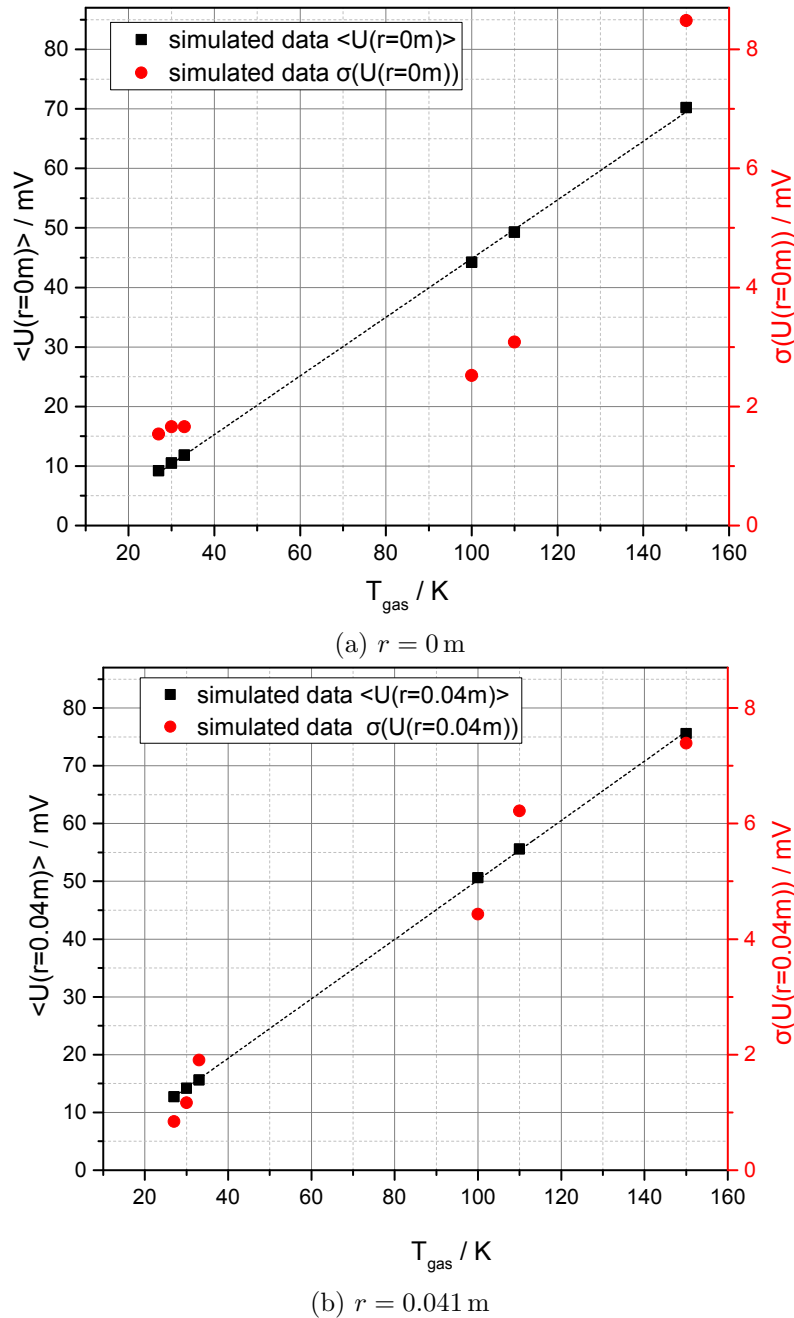 simulated data <U(r=0m)>
simulated data σ(U(r=0m))
<U(r=0m)> / mV
80
70
60
50
40
30
20
10
0
8
6
4
2
0
σ(U(r=0m)) / mV
20 40 60 80 100 120 140 160
T_gas / K
(a) r = 0 m
simulated data <U(r=0.04m)>
simulated data σ(U(r=0.04m))
<U(r=0.04m)> / mV
80
70
60
50
40
30
20
10
0
8
6
4
2
0
σ(U(r=0.04m)) / mV
20 40 60 80 100 120 140 160
T_gas / K
(b) r = 0.041 m